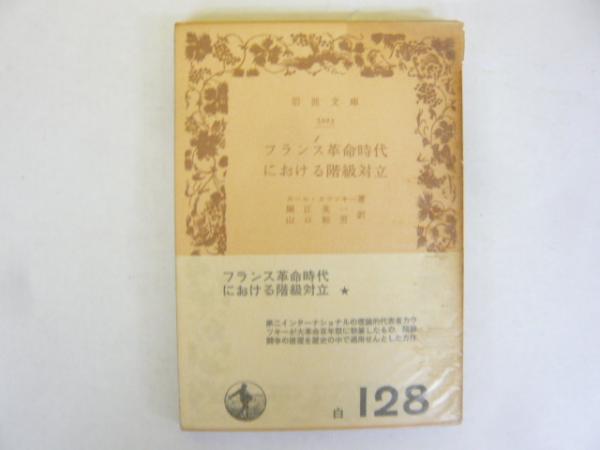 岩波文庫
5093
フランス革命時代
における階級対立
カール・カウツキー著
堀江英一
山口和男 訳
フランス革命時代
における階級対立 ★
第二インターナショナルの理論的代表者カウ
ツキーが大革命百年祭に執筆したもの．階級
闘争の原理を歴史の中で適用せんとした力作
白 128